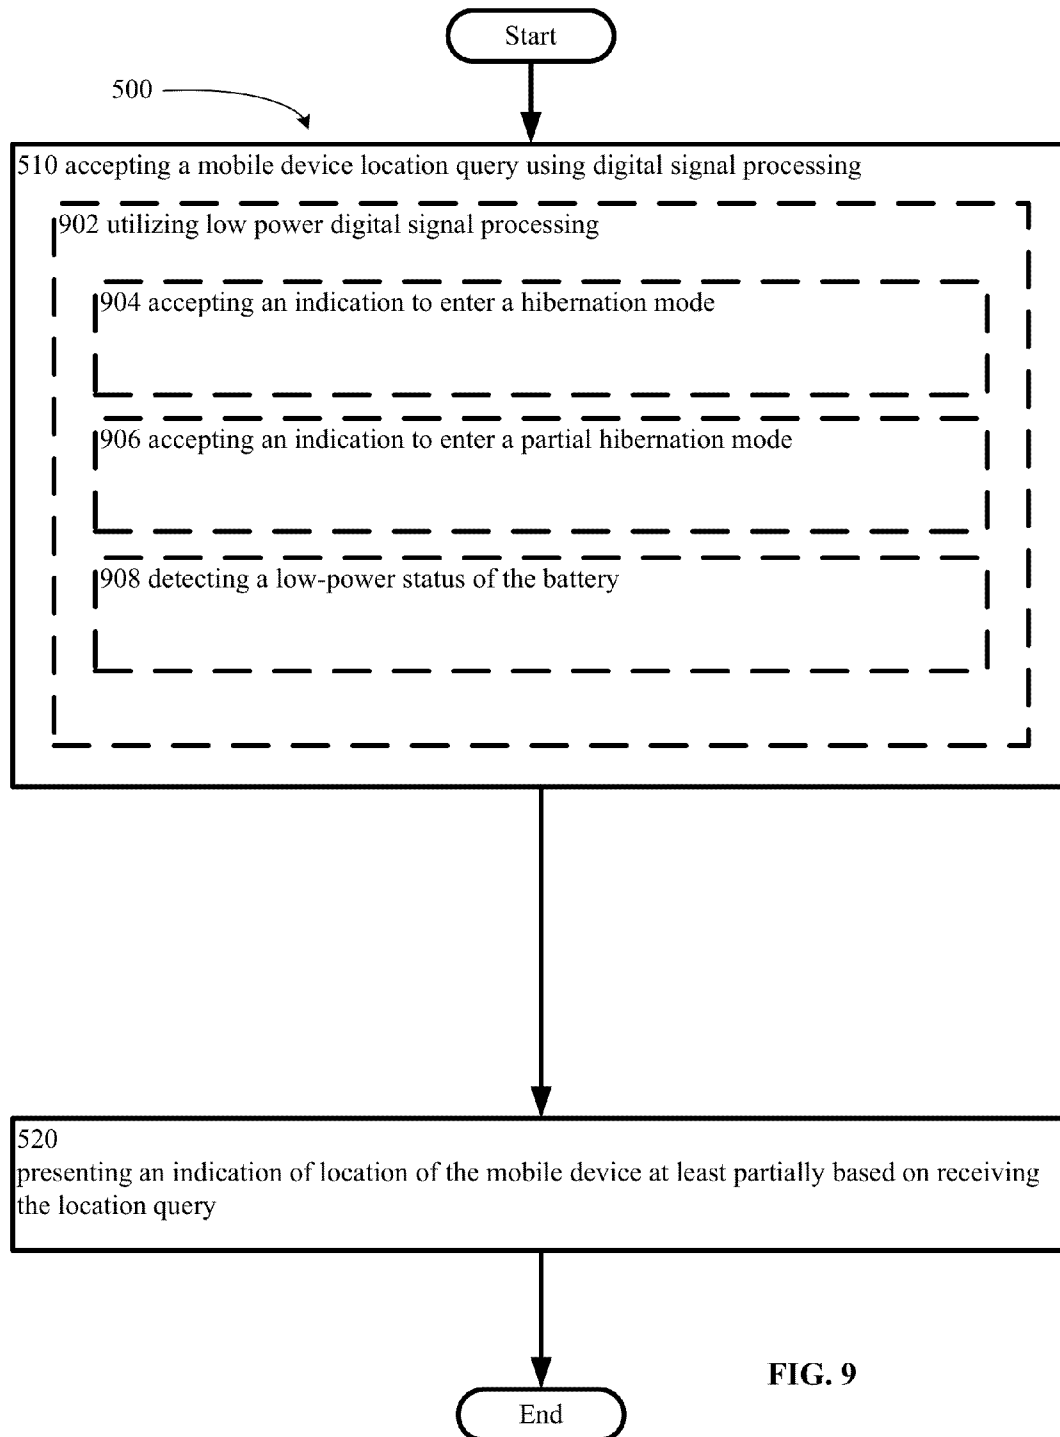 Start
500
510 accepting a mobile device location query using digital signal processing
902 utilizing low power digital signal processing
904 accepting an indication to enter a hibernation mode
906 accepting an indication to enter a partial hibernation mode
908 detecting a low-power status of the battery
520
presenting an indication of location of the mobile device at least partially based on receiving
the location query
FIG. 9
End